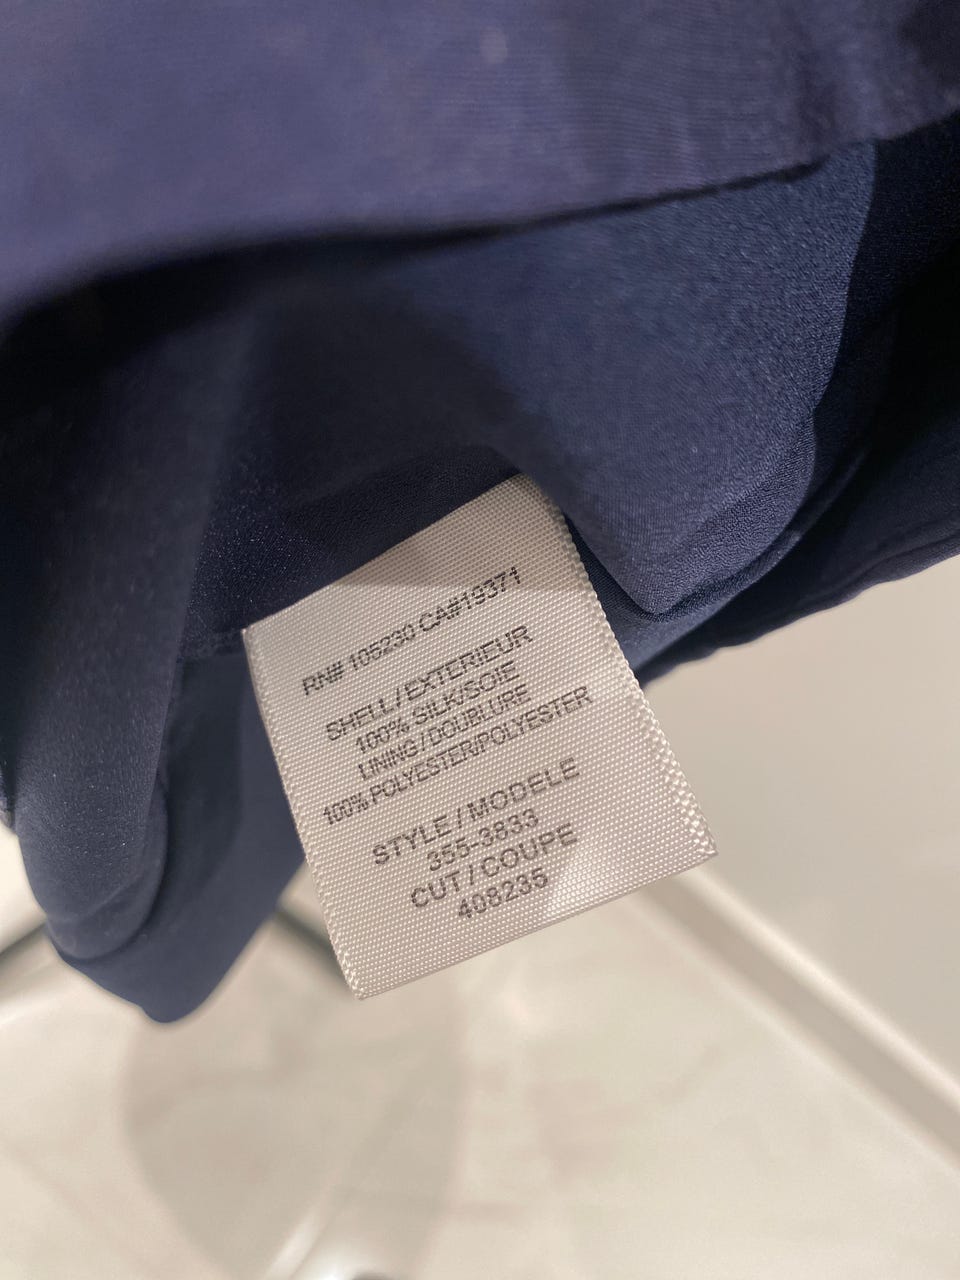 RN# 105230 CA#19371
SHELL/EXTERIEUR
100% SILK/SOIE
LINING/DOUBLURE
100% POLYESTER/POLYESTER
STYLE/MODELE
355-3833
CUT/COUPE
408235